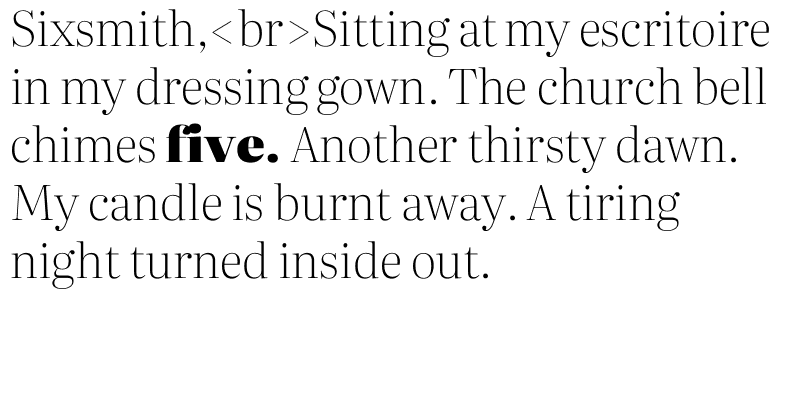 Sixsmith,<br>Sitting at my escritoire
in my dressing gown. The church bell
chimes five. Another thirsty dawn.
My candle is burnt away. A tiring
night turned inside out.